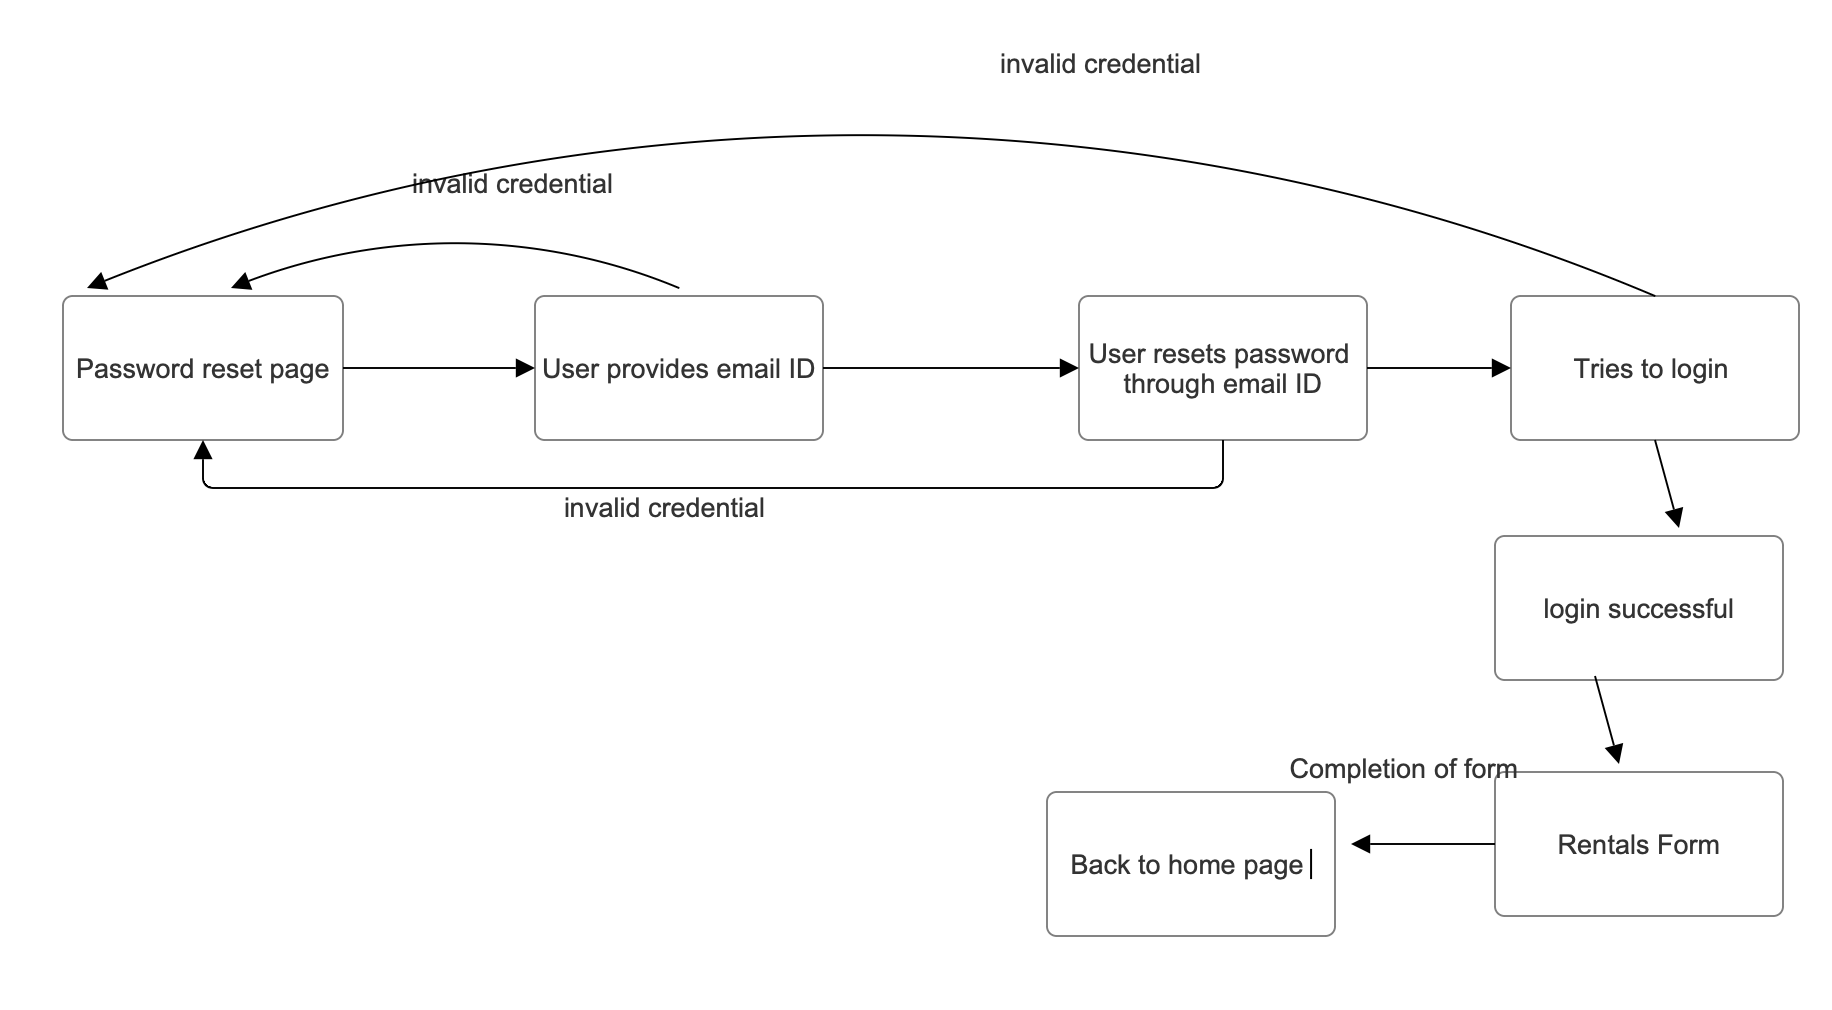 invalid credential
invalid credential
Password reset page
User provides email ID
User resets password
through email ID
Tries to login
invalid credential
login successful
Completion of form
Back to home page
Rentals Form